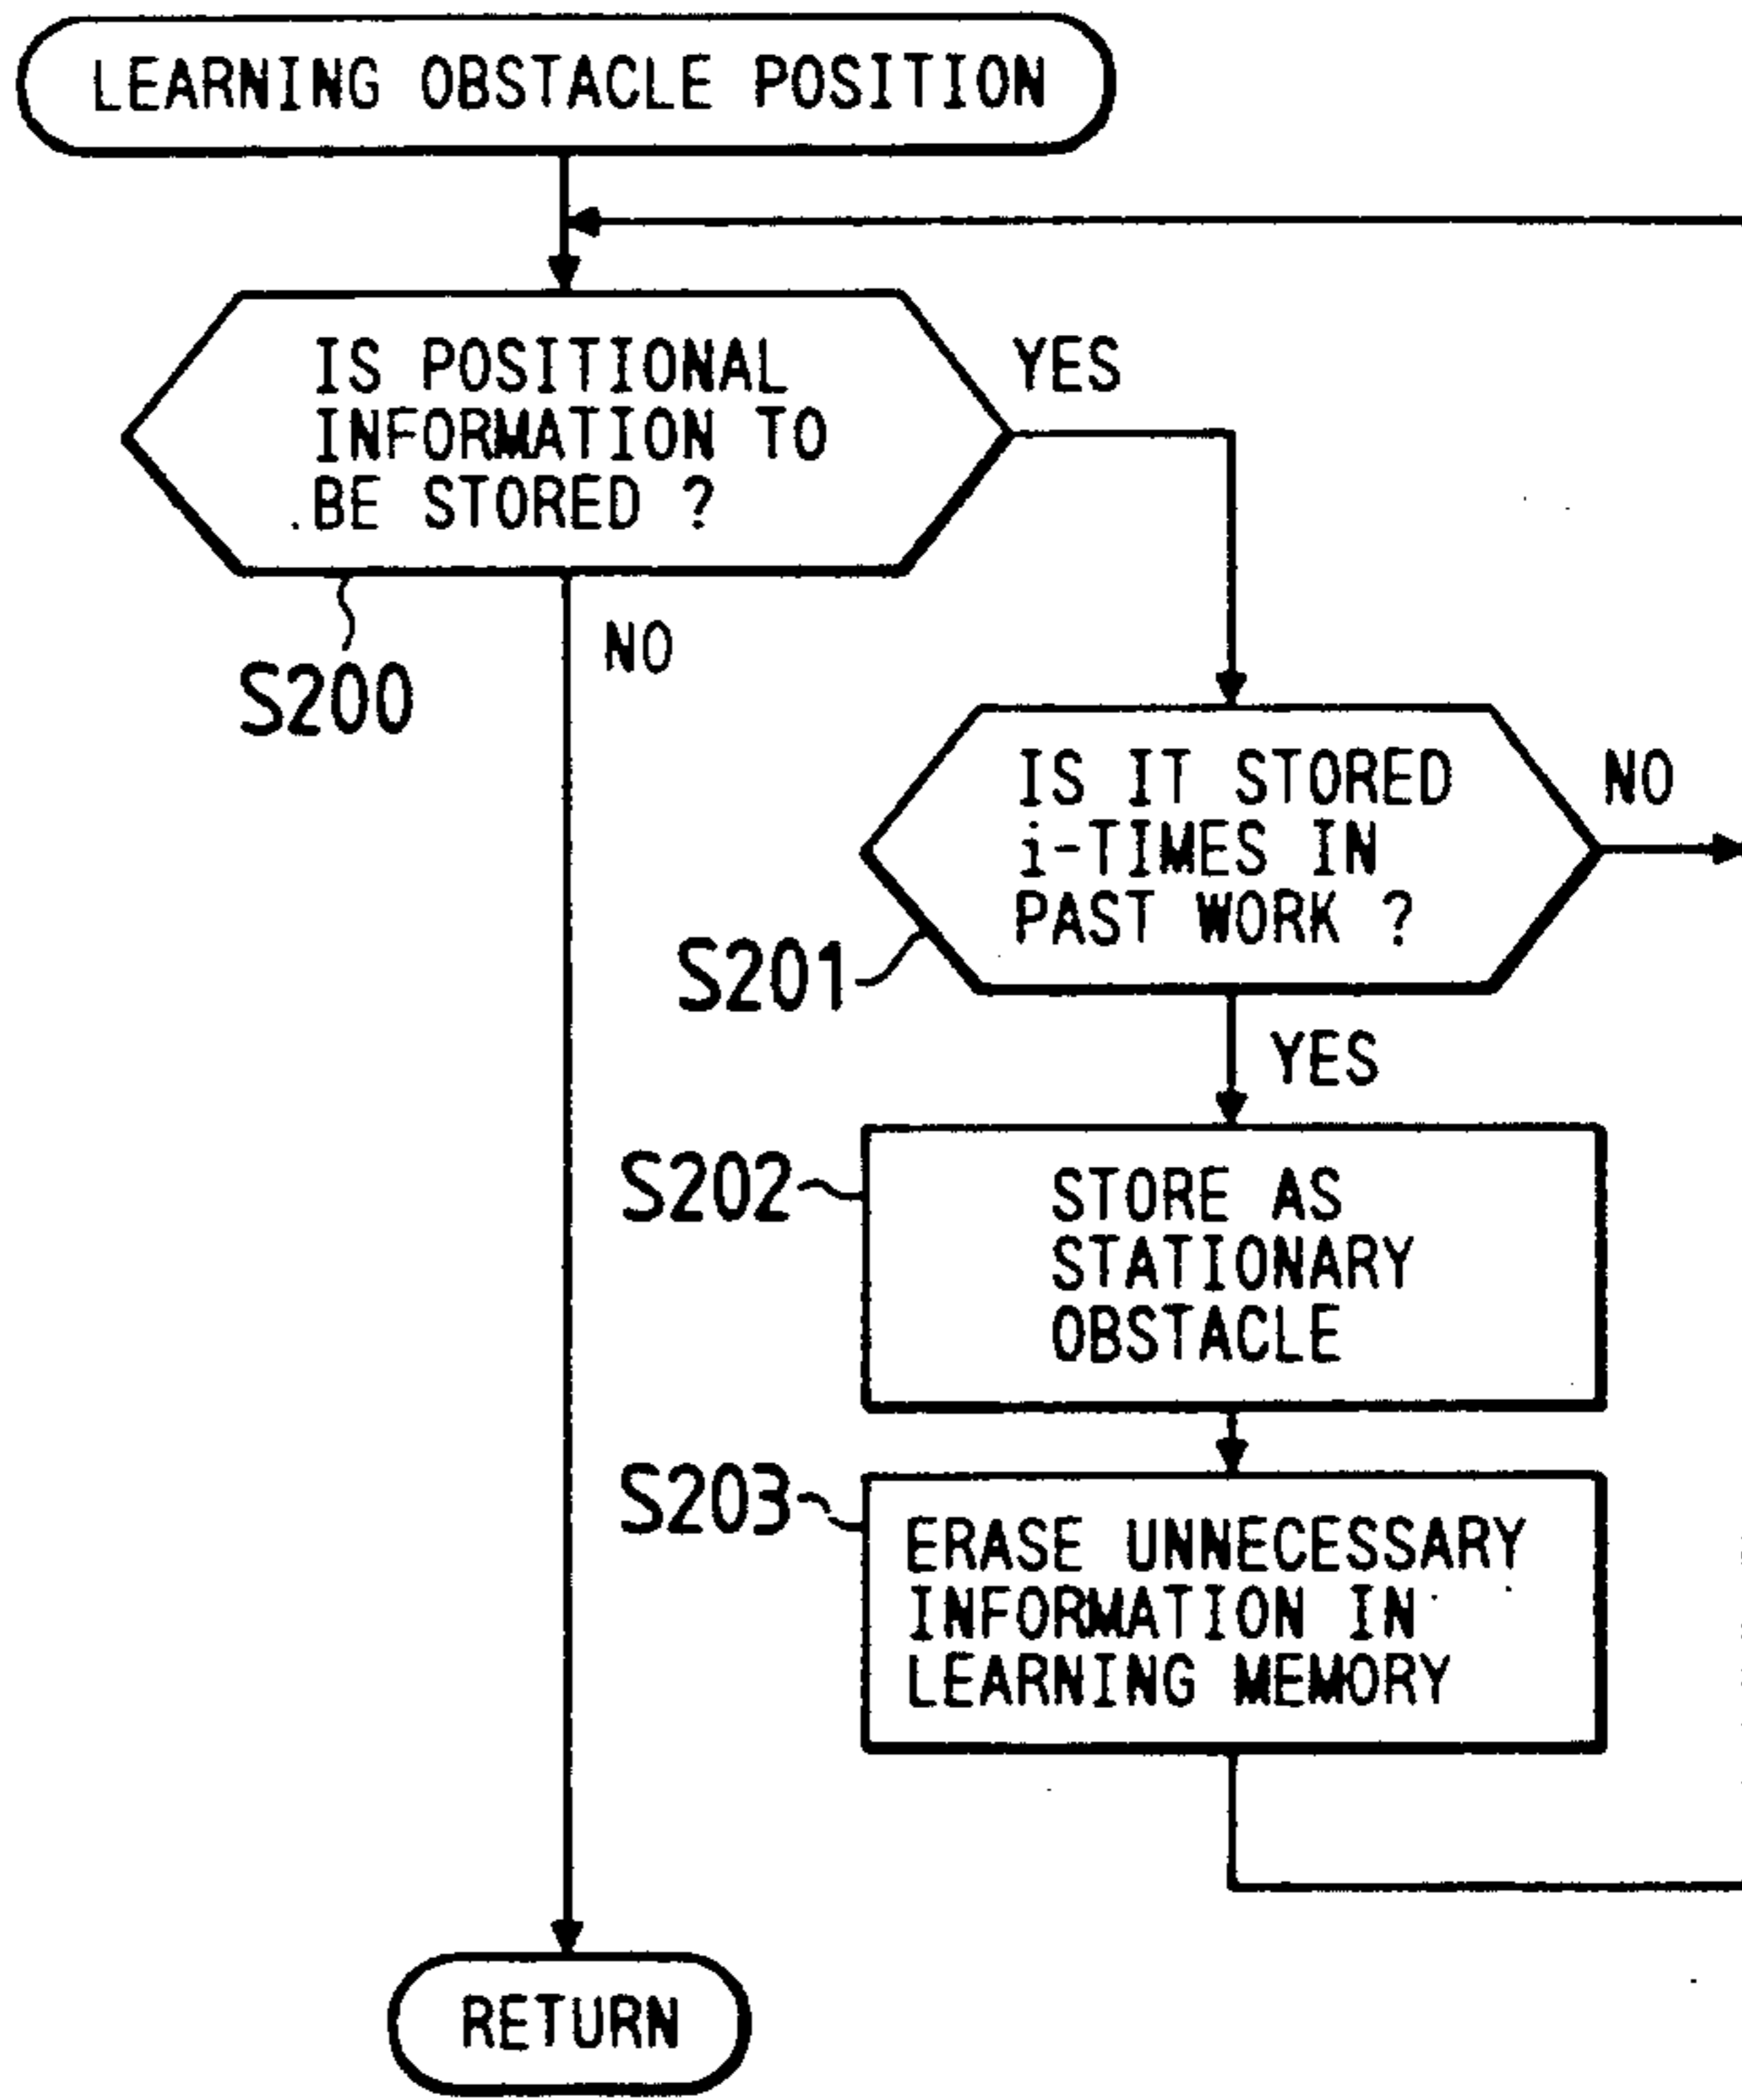 LEARNING OBSTACLE POSITION
IS POSITIONAL
INFORMATION TO
BE STORED ?
YES
NO
S200
IS IT STORED
i-TIMES IN
PAST WORK ?
NO
S201
YES
S202
STORE AS
STATIONARY
OBSTACLE
S203
ERASE UNNECESSARY
INFORMATION IN
LEARNING MEMORY
RETURN